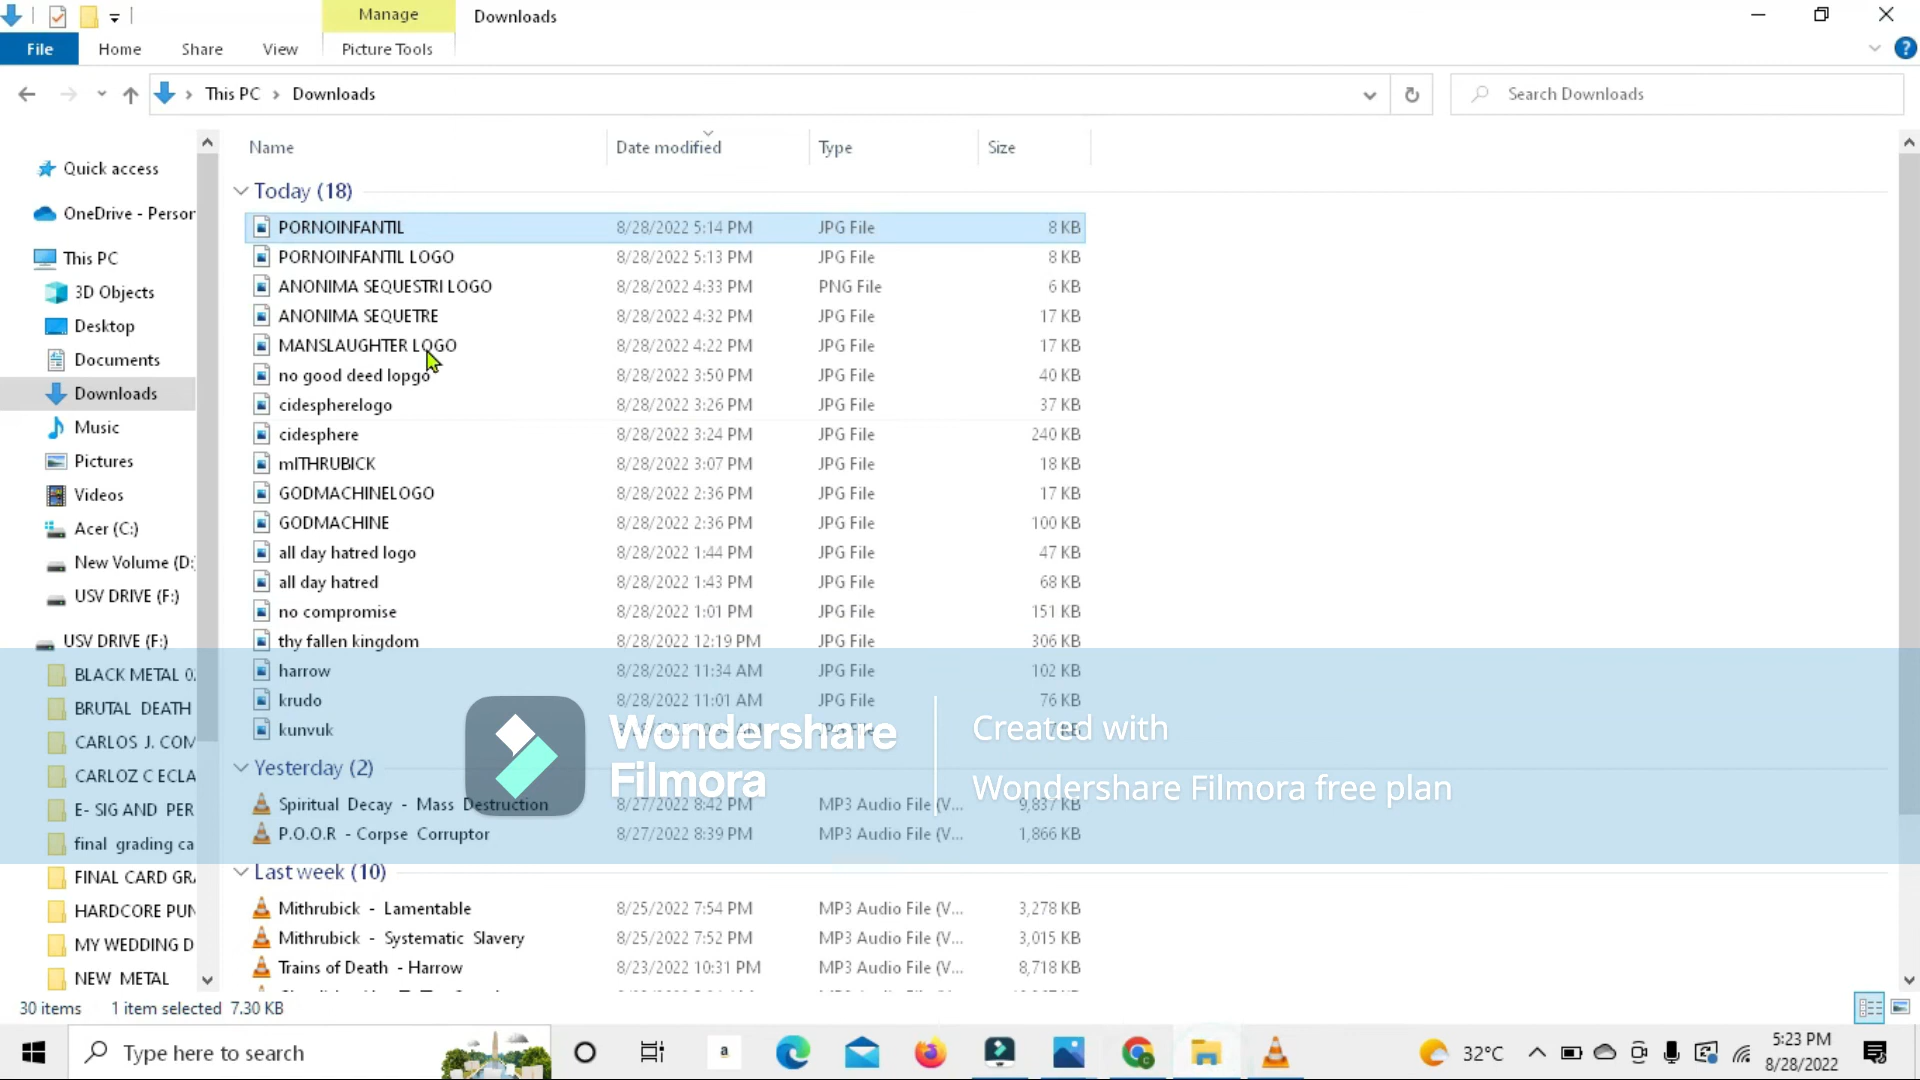 Manage
Downloads
File
Home
Share
View
Picture Tools
This PC
Downloads
Search Downloads
Name
Date modified
Type
Size
Quick access
OneDrive - Person
This PC
3D Objects
Desktop
Documents
Downloads
Music
Pictures
Videos
Acer (C:)
New Volume (D:
USV DRIVE (F:)
USV DRIVE (F:)
BLACK METAL 0
BRUTAL DEATH
CARLOS J. COM
CARLOZ C ECLA
E- SIG AND PER
final grading ca
FINAL CARD GR
HARDCORE PUN
MY WEDDING D
NEW METAL
Today (18)
PORNOINFANTIL 8/28/2022 5:14 PM JPG File 8 KB
PORNOINFANTIL LOGO 8/28/2022 5:13 PM JPG File 8 KB
ANONIMA SEQUESTRI LOGO 8/28/2022 4:33 PM PNG File 6 KB
ANONIMA SEQUETRE 8/28/2022 4:32 PM JPG File 17 KB
MANSLAUGHTER LOGO 8/28/2022 4:22 PM JPG File 17 KB
no good deed lopgo 8/28/2022 3:50 PM JPG File 40 KB
cidespherelogo 8/28/2022 3:26 PM JPG File 37 KB
cidesphere 8/28/2022 3:24 PM JPG File 240 KB
mITHRUBICK 8/28/2022 3:07 PM JPG File 18 KB
GODMACHINELOGO 8/28/2022 2:36 PM JPG File 17 KB
GODMACHINE 8/28/2022 2:36 PM JPG File 100 KB
all day hatred logo 8/28/2022 1:44 PM JPG File 47 KB
all day hatred 8/28/2022 1:43 PM JPG File 68 KB
no compromise 8/28/2022 1:01 PM JPG File 151 KB
thy fallen kingdom 8/28/2022 12:19 PM JPG File 306 KB
harrow 8/28/2022 11:34 AM JPG File 102 KB
krudo 8/28/2022 11:01 AM JPG File 76 KB
kunvuk
Wondershare
Filmora
Created with
Wondershare Filmora free plan
Yesterday (2)
Spiritual Decay - Mass Destruction 8/27/2022 8:42 PM MP3 Audio File (V... 9,837 KB
P.O.O.R - Corpse Corruptor 8/27/2022 8:39 PM MP3 Audio File (V... 1,866 KB
Last week (10)
Mithrubick - Lamentable 8/25/2022 7:54 PM MP3 Audio File (V... 3,278 KB
Mithrubick - Systematic Slavery 8/25/2022 7:52 PM MP3 Audio File (V... 3,015 KB
Trains of Death - Harrow 8/23/2022 10:31 PM MP3 Audio File (V... 8,718 KB
30 items 1 item selected 7.30 KB
Type here to search
a
32°C
5:23 PM
8/28/2022